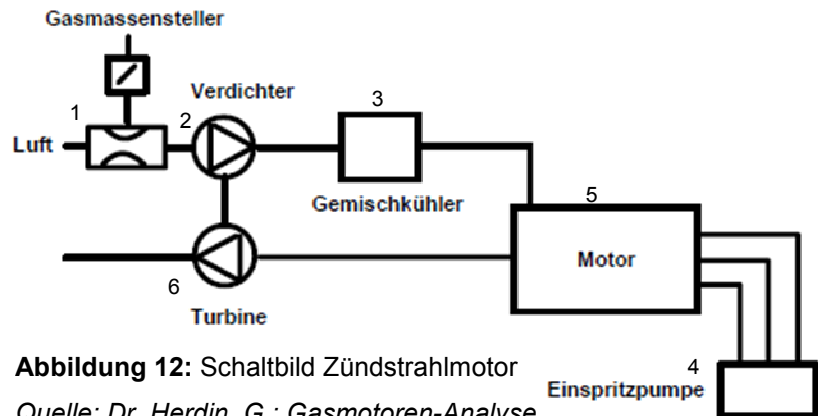 Gasmassensteller
Verdichter
1
2
3
Luft
Gemischkühler
5
Motor
6
Turbine
4
Einspritzpumpe
Abbildung 12: Schaltbild Zündstrahlmotor
Quelle: Dr. Herdin, G.: Gasmotoren-Analyse